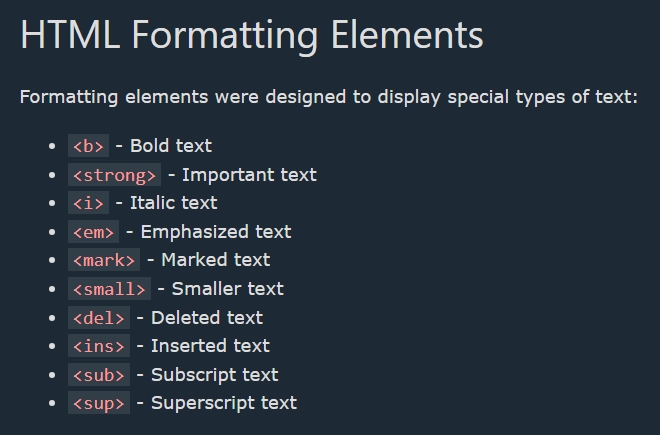 HTML Formatting Elements
Formatting elements were designed to display special types of text:
• <b> - Bold text
• <strong> - Important text
• <i> - Italic text
• <em> - Emphasized text
• <mark> - Marked text
• <small> - Smaller text
• <del> - Deleted text
• <ins> - Inserted text
• <sub> - Subscript text
• <sup> - Superscript text